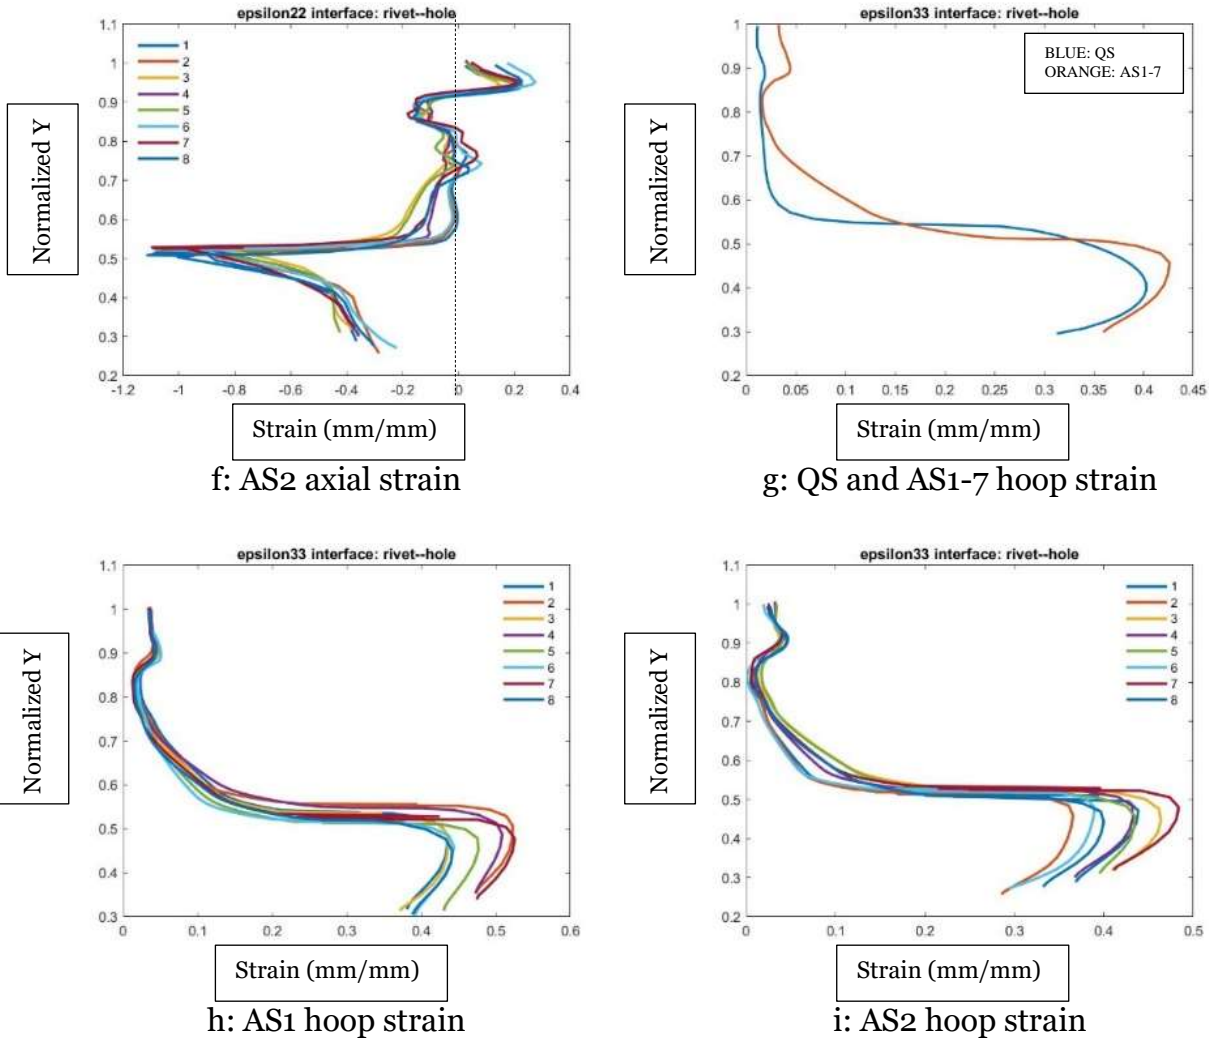 epsilon22 interface: rivet--hole
1.1
1
0.9
0.8
0.7
0.6
0.5
0.4
0.3
0.2
-1.2 -1 -0.8 -0.6 -0.4 -0.2 0 0.2 0.4
1
2
3
4
5
6
7
8
Normalized Y
Strain (mm/mm)
f: AS2 axial strain
epsilon33 interface: rivet--hole
1
0.9
0.8
0.7
0.6
0.5
0.4
0.3
0.2
0 0.05 0.1 0.15 0.2 0.25 0.3 0.35 0.4 0.45
BLUE: QS
ORANGE: AS1-7
Normalized Y
Strain (mm/mm)
g: QS and AS1-7 hoop strain
epsilon33 interface: rivet--hole
1.1
1
0.9
0.8
0.7
0.6
0.5
0.4
0.3
0 0.1 0.2 0.3 0.4 0.5 0.6
1
2
3
4
5
6
7
8
Normalized Y
Strain (mm/mm)
h: AS1 hoop strain
epsilon33 interface: rivet--hole
1.1
1
0.9
0.8
0.7
0.6
0.5
0.4
0.3
0.2
0 0.1 0.2 0.3 0.4 0.5
1
2
3
4
5
6
7
8
Normalized Y
Strain (mm/mm)
i: AS2 hoop strain